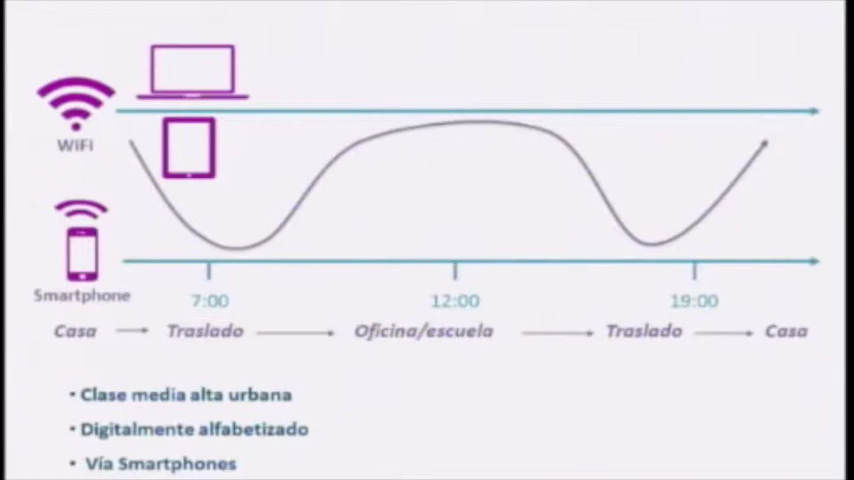 WiFi
Smartphone
7:00 12:00 19:00
Casa Traslado Oficina/escuela Traslado Casa
• Clase media alta urbana
• Digitalmente alfabetizado
• Vía Smartphones